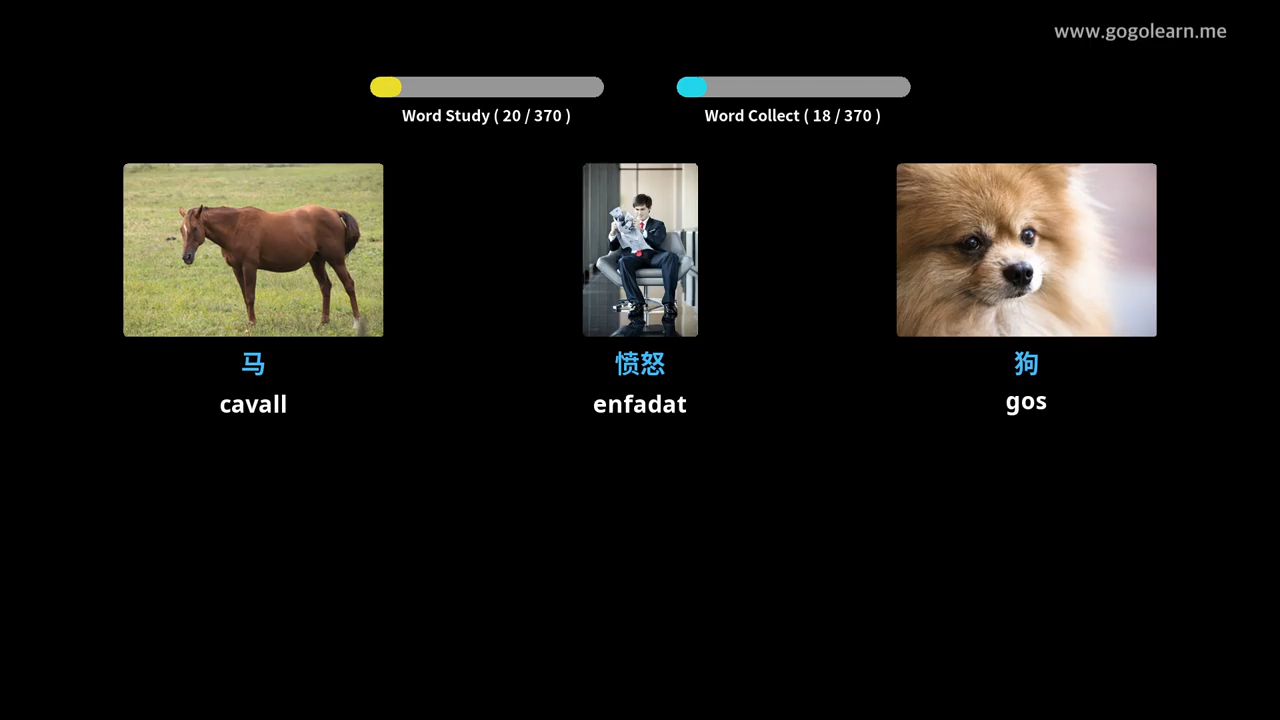 www.gogolearn.me
Word Study ( 20 / 370 )
Word Collect ( 18 / 370 )
马
愤怒
狗
cavall
enfadat
gos